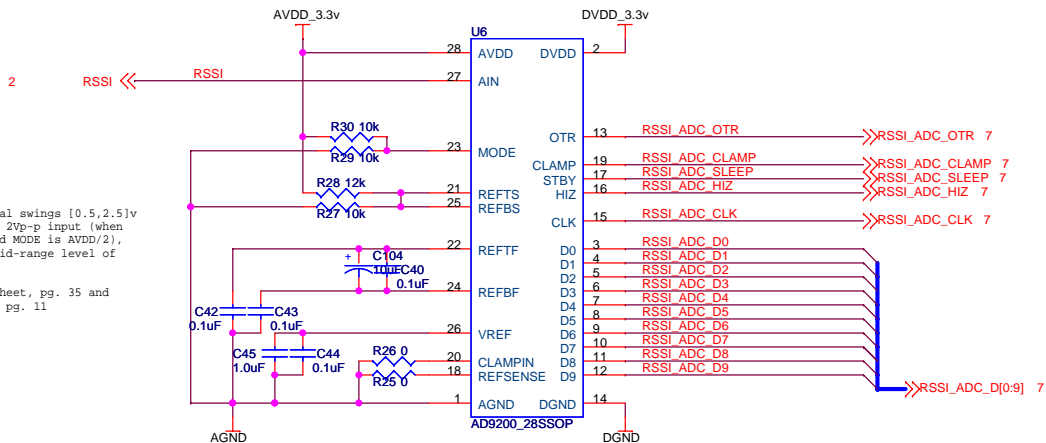 AVDD_3.3v
DVDD_3.3v
U6
28 AVDD DVDD 2
2 RSSI RSSI 27 AIN
R30 10k
OTR 13 RSSI_ADC_OTR RSSI_ADC_OTR 7
R29 10k
23 MODE
CLAMP 19 RSSI_ADC_CLAMP RSSI_ADC_CLAMP 7
STBY 17 RSSI_ADC_SLEEP RSSI_ADC_SLEEP 7
R28 12k
21 REFTS HIZ 16 RSSI_ADC_HIZ RSSI_ADC_HIZ 7
R27 10k
25 REFBS
CLK 15 RSSI_ADC_CLK RSSI_ADC_CLK 7
al swings [0.5,2.5]v
2Vp-p input (when
d MODE is AVDD/2),
id-range level of
heet, pg. 35 and
pg. 11
22 REFTF
D0 3 RSSI_ADC_D0
D1 4 RSSI_ADC_D1
D2 5 RSSI_ADC_D2
D3 6 RSSI_ADC_D3
D4 7 RSSI_ADC_D4
D5 8 RSSI_ADC_D5
D6 9 RSSI_ADC_D6
D7 10 RSSI_ADC_D7
D8 11 RSSI_ADC_D8
D9 12 RSSI_ADC_D9
RSSI_ADC_D[0:9] 7
+ C104
10uF
C40
0.1uF
24 REFBF
C42
0.1uF
C43
0.1uF
26 VREF
C45
1.0uF
C44
0.1uF
R26 0
20 CLAMPIN
R25 0
18 REFSENSE
1 AGND DGND 14
AD9200_28SSOP
AGND
DGND